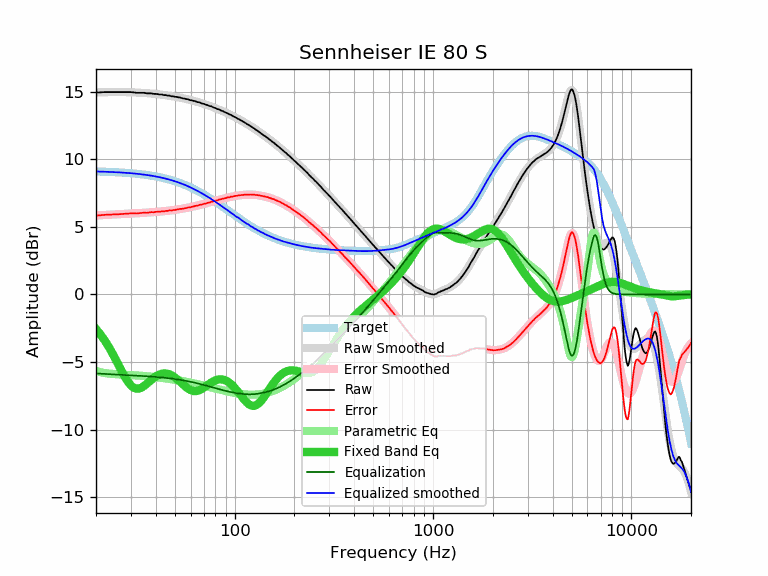 Sennheiser IE 80 S
Amplitude (dBr)
15
10
5
0
−5
−10
−15
Target
Raw Smoothed
Error Smoothed
Raw
Error
Parametric Eq
Fixed Band Eq
Equalization
Equalized smoothed
100
1000
10000
Frequency (Hz)